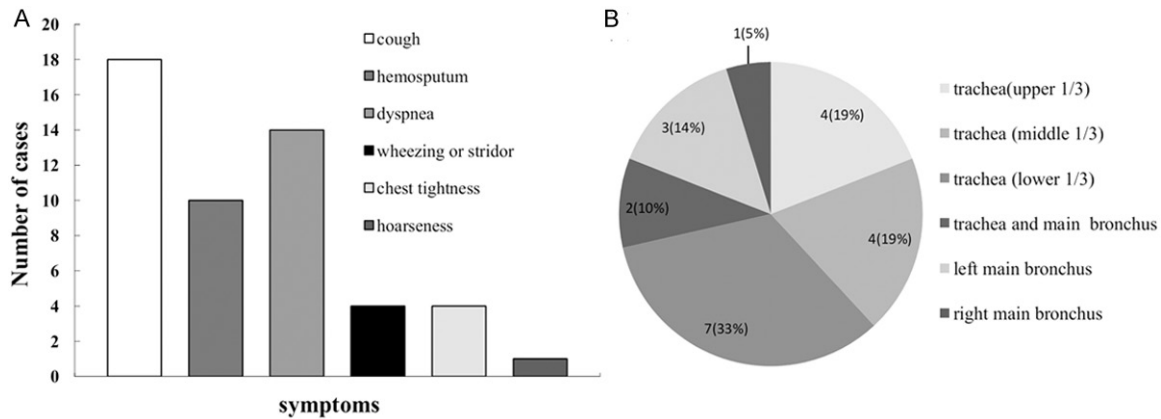 A
Number of cases
20
18
16
14
12
10
8
6
4
2
0
symptoms
cough
hemosputum
dyspnea
wheezing or stridor
chest tightness
hoarseness
B
1(5%)
4(19%)
3(14%)
2(10%)
4(19%)
7(33%)
trachea(upper 1/3)
trachea (middle 1/3)
trachea (lower 1/3)
trachea and main bronchus
left main bronchus
right main bronchus